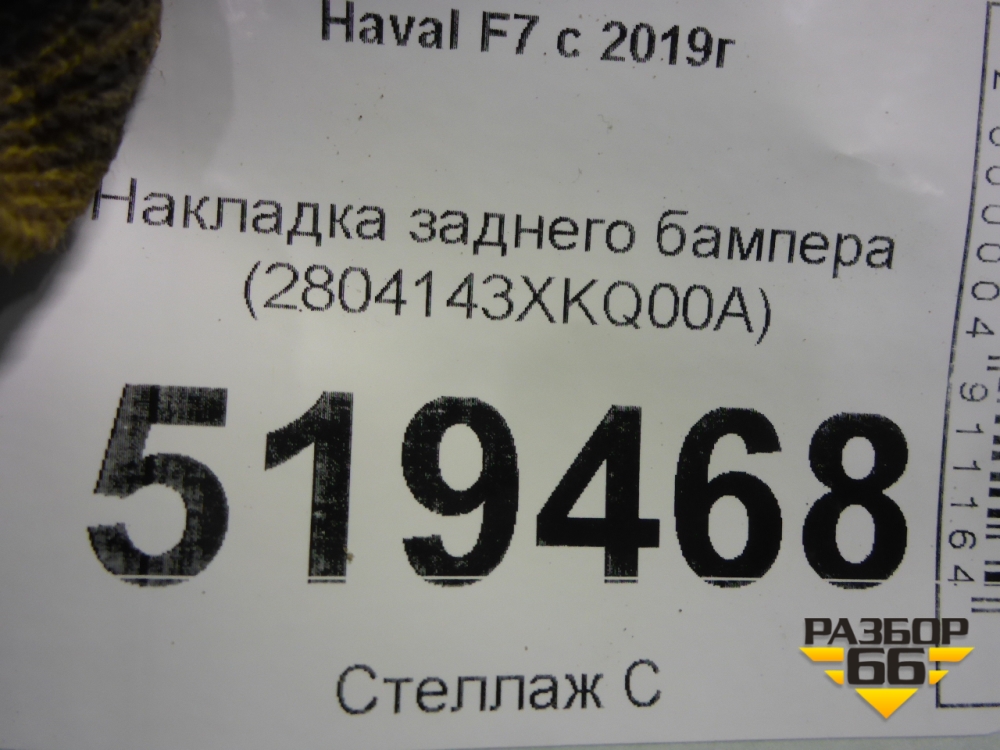 Haval F7 с 2019г
Накладка заднего бампера
(2804143XKQ00A)
519468
Стеллаж С
РАЗБОР
66